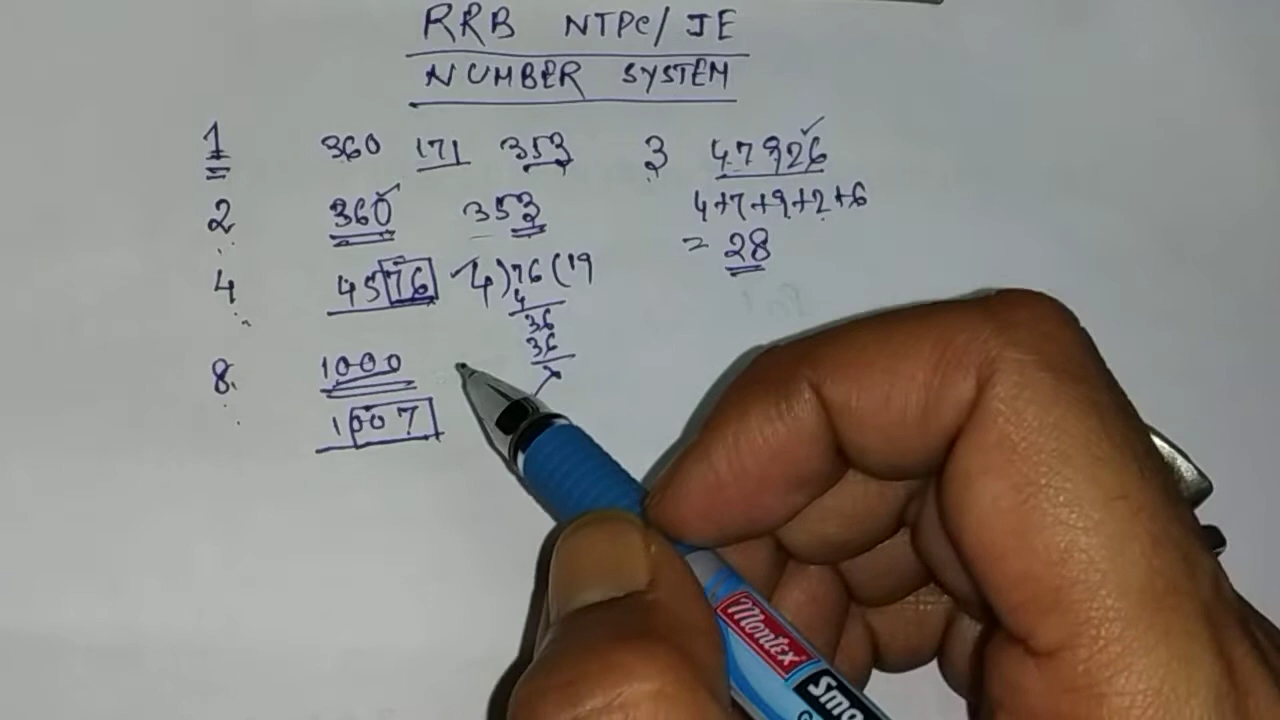 RRB NTPC/JE
NUMBER SYSTEM
1 360 171 353
2 360 353
4 4576 4)76(19
4
36
36
8 1000
1007
3 47926
4+7+9+2+6
= 28
Montex
Smo